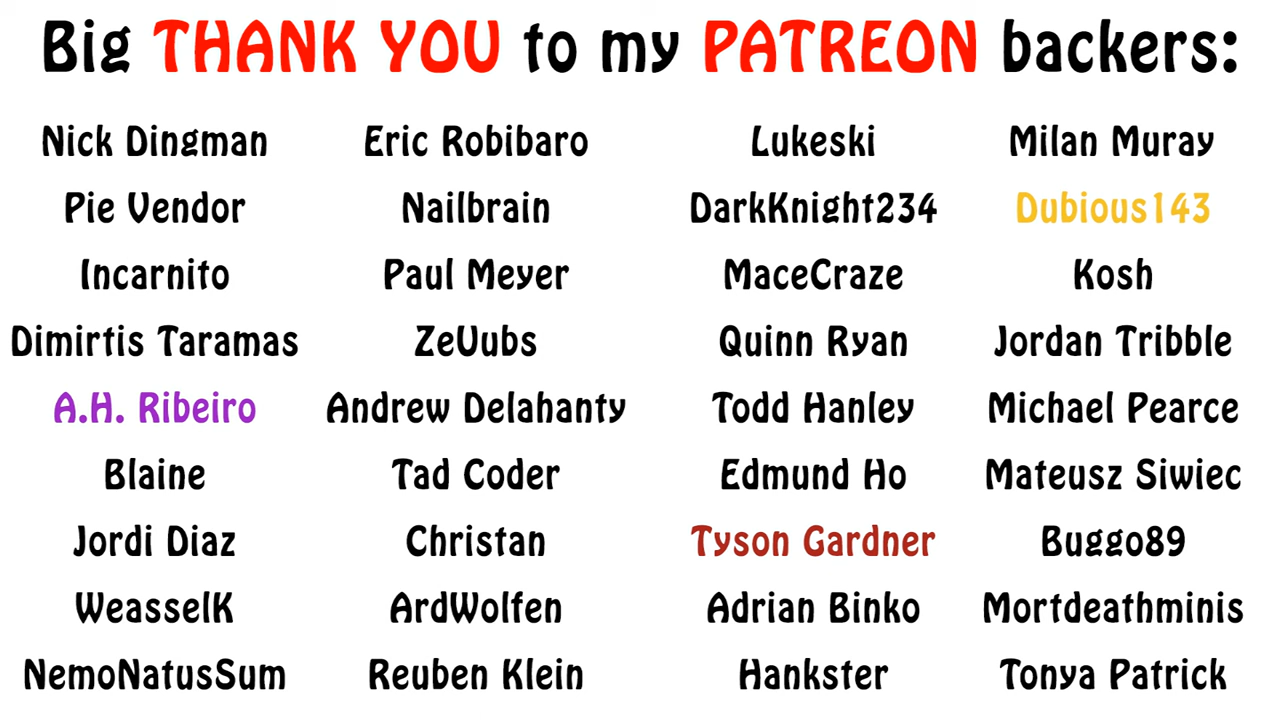 Big THANK YOU to my PATREON backers:
Nick Dingman Eric Robibaro Lukeski Milan Muray
Pie Vendor Nailbrain DarkKnight234 Dubious143
Incarnito Paul Meyer MaceCraze Kosh
Dimirtis Taramas ZeVubs Quinn Ryan Jordan Tribble
A.H. Ribeiro Andrew Delahanty Todd Hanley Michael Pearce
Blaine Tad Coder Edmund Ho Mateusz Siwiec
Jordi Diaz Christan Tyson Gardner Buggo89
WeasselK ArdWolfen Adrian Binko Mortdeathminis
NemoNatusSum Reuben Klein Hankster Tonya Patrick